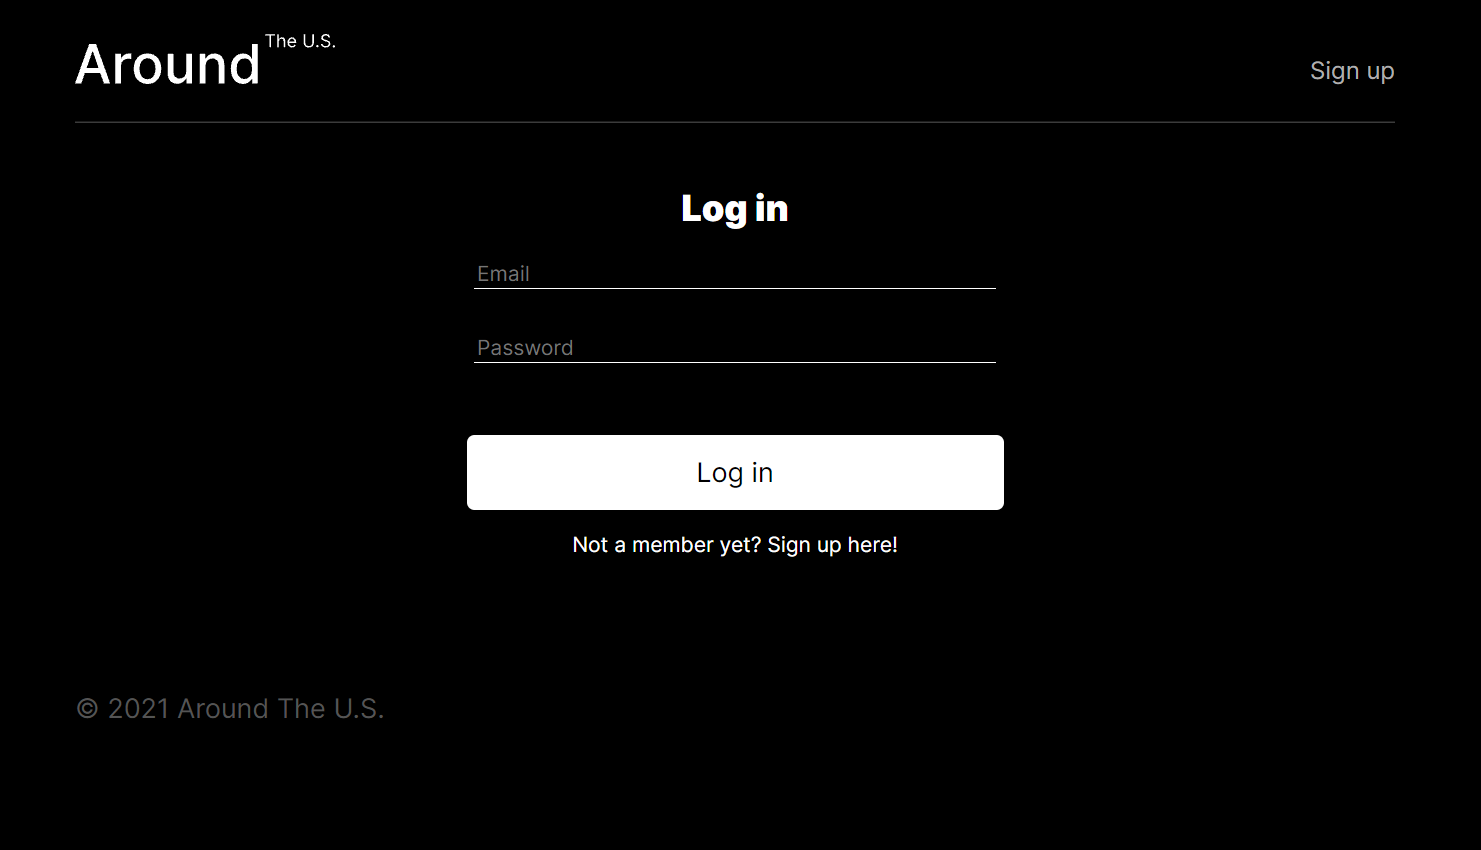 Around The U.S.
Sign up
Log in
Email
Password
Log in
Not a member yet? Sign up here!
© 2021 Around The U.S.